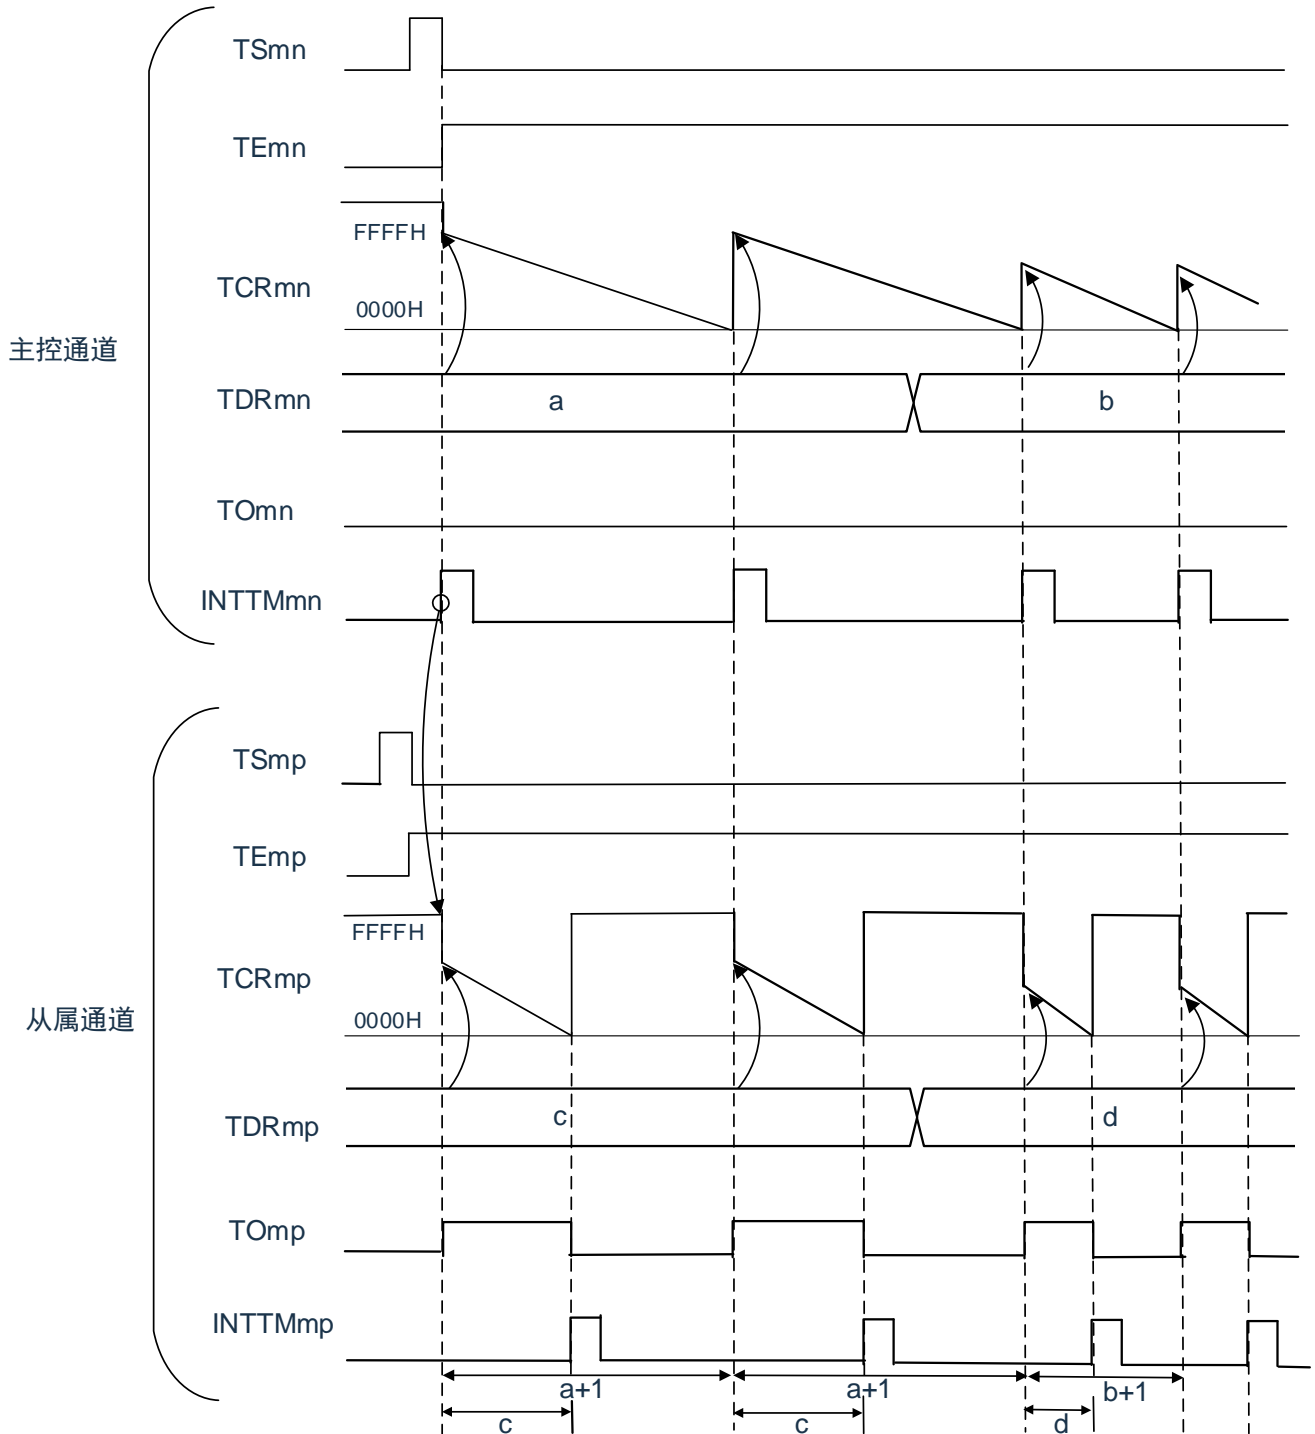 TSmn
TEmn
FFFFH
TCRmn
0000H
主控通道
TDRmn
a
b
TOmn
INTTMmn
TSmp
TEmp
FFFFH
TCRmp
从属通道
0000H
TDRmp
c
d
TOmp
INTTMmp
a+1
a+1
b+1
c
c
d